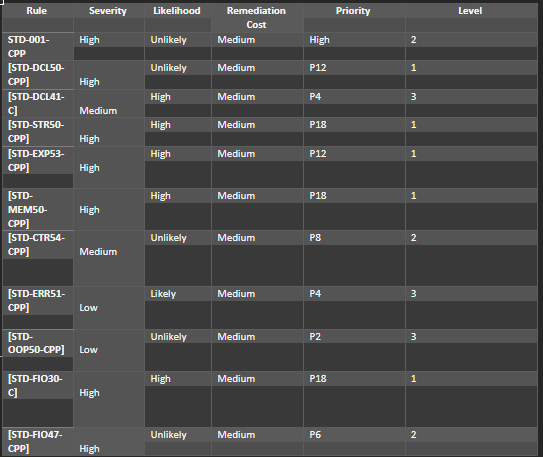 Rule Severity Likelihood Remediation Cost Priority Level
STD-001-CPP High Unlikely Medium High 2
[STD-DCL50-CPP] High Unlikely Medium P12 1
[STD-DCL41-C] Medium High Medium P4 3
[STD-STR50-CPP] High High Medium P18 1
[STD-EXP53-CPP] High High Medium P12 1
[STD-MEM50-CPP] High High Medium P18 1
[STD-CTR54-CPP] Medium Unlikely Medium P8 2
[STD-ERR51-CPP] Low Likely Medium P4 3
[STD-OOP50-CPP] Low Unlikely Medium P2 3
[STD-FIO30-C] High High Medium P18 1
[STD-FIO47-CPP] High Unlikely Medium P6 2